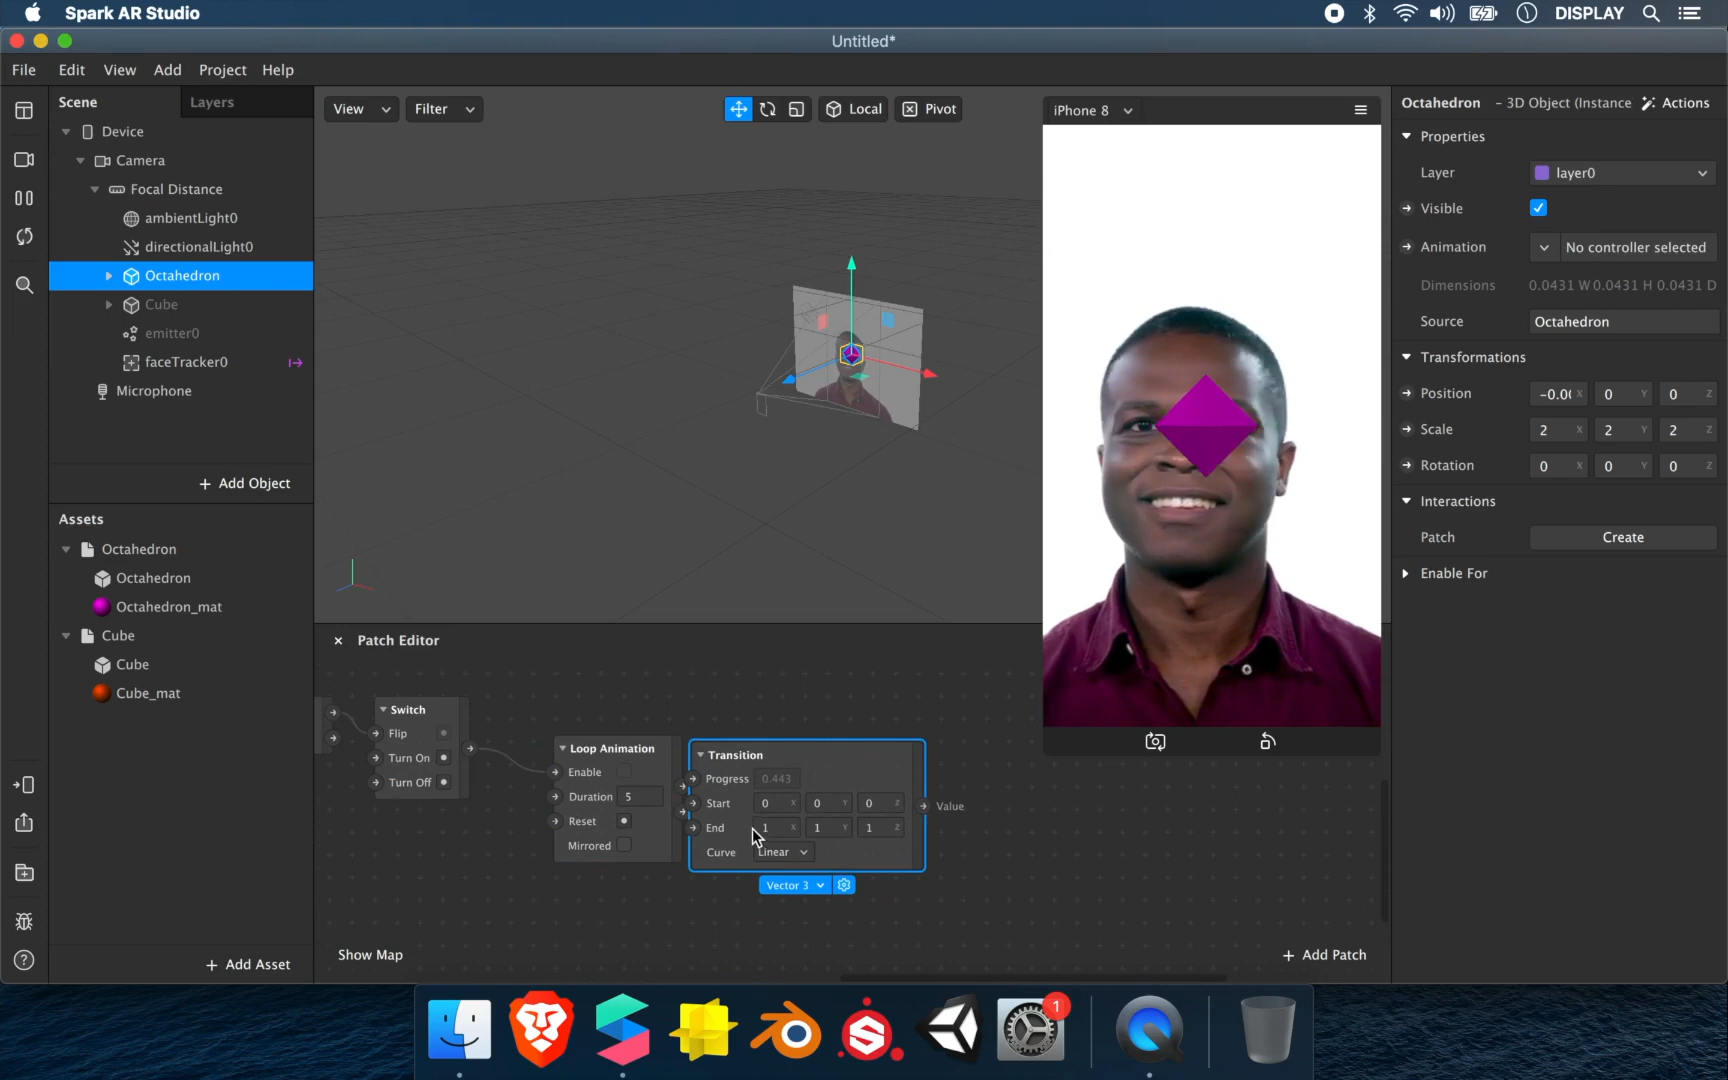 Spark AR Studio
DISPLAY
Untitled*
File Edit View Add Project Help
Scene
Layers
Device
Camera
Focal Distance
ambientLight0
directionalLight0
Octahedron
Cube
emitter0
faceTracker0
Microphone
+ Add Object
Assets
Octahedron
Octahedron
Octahedron_mat
Cube
Cube
Cube_mat
+ Add Asset
View
Filter
Local
Pivot
iPhone 8
Patch Editor
Switch
Flip
Turn On
Turn Off
Loop Animation
Enable
Duration 5
Reset
Mirrored
Transition
Progress 0.443
Start 0 X 0 Y 0 Z
End 1 X 1 Y 1 Z
Curve Linear
Value
Vector 3
Show Map
+ Add Patch
Octahedron – 3D Object (Instance
Actions
Properties
Layer layer0
Visible
Animation No controller selected
Dimensions 0.0431 W 0.0431 H 0.0431 D
Source Octahedron
Transformations
Position −0.0 X 0 Y 0 Z
Scale 2 X 2 Y 2 Z
Rotation 0 X 0 Y 0 Z
Interactions
Patch Create
Enable For
1